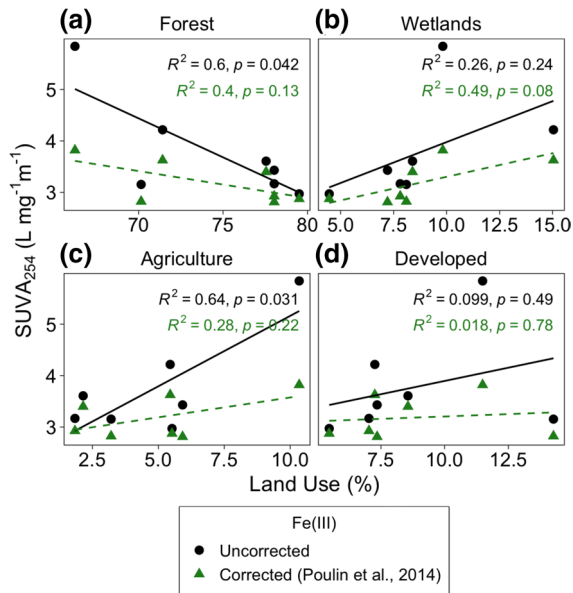 (a) Forest (b) Wetlands
R² = 0.6, p = 0.042 R² = 0.26, p = 0.24
R² = 0.4, p = 0.13 R² = 0.49, p = 0.08
5
4
3
70 75 80 5.0 7.5 10.0 12.5 15.0
(c) Agriculture (d) Developed
R² = 0.64, p = 0.031 R² = 0.099, p = 0.49
R² = 0.28, p = 0.22 R² = 0.018, p = 0.78
5
4
3
2.5 5.0 7.5 10.0 7.5 10.0 12.5
SUVA₂₅₄ (L mg⁻¹m⁻¹)
Land Use (%)
Fe(III)
Uncorrected
Corrected (Poulin et al., 2014)